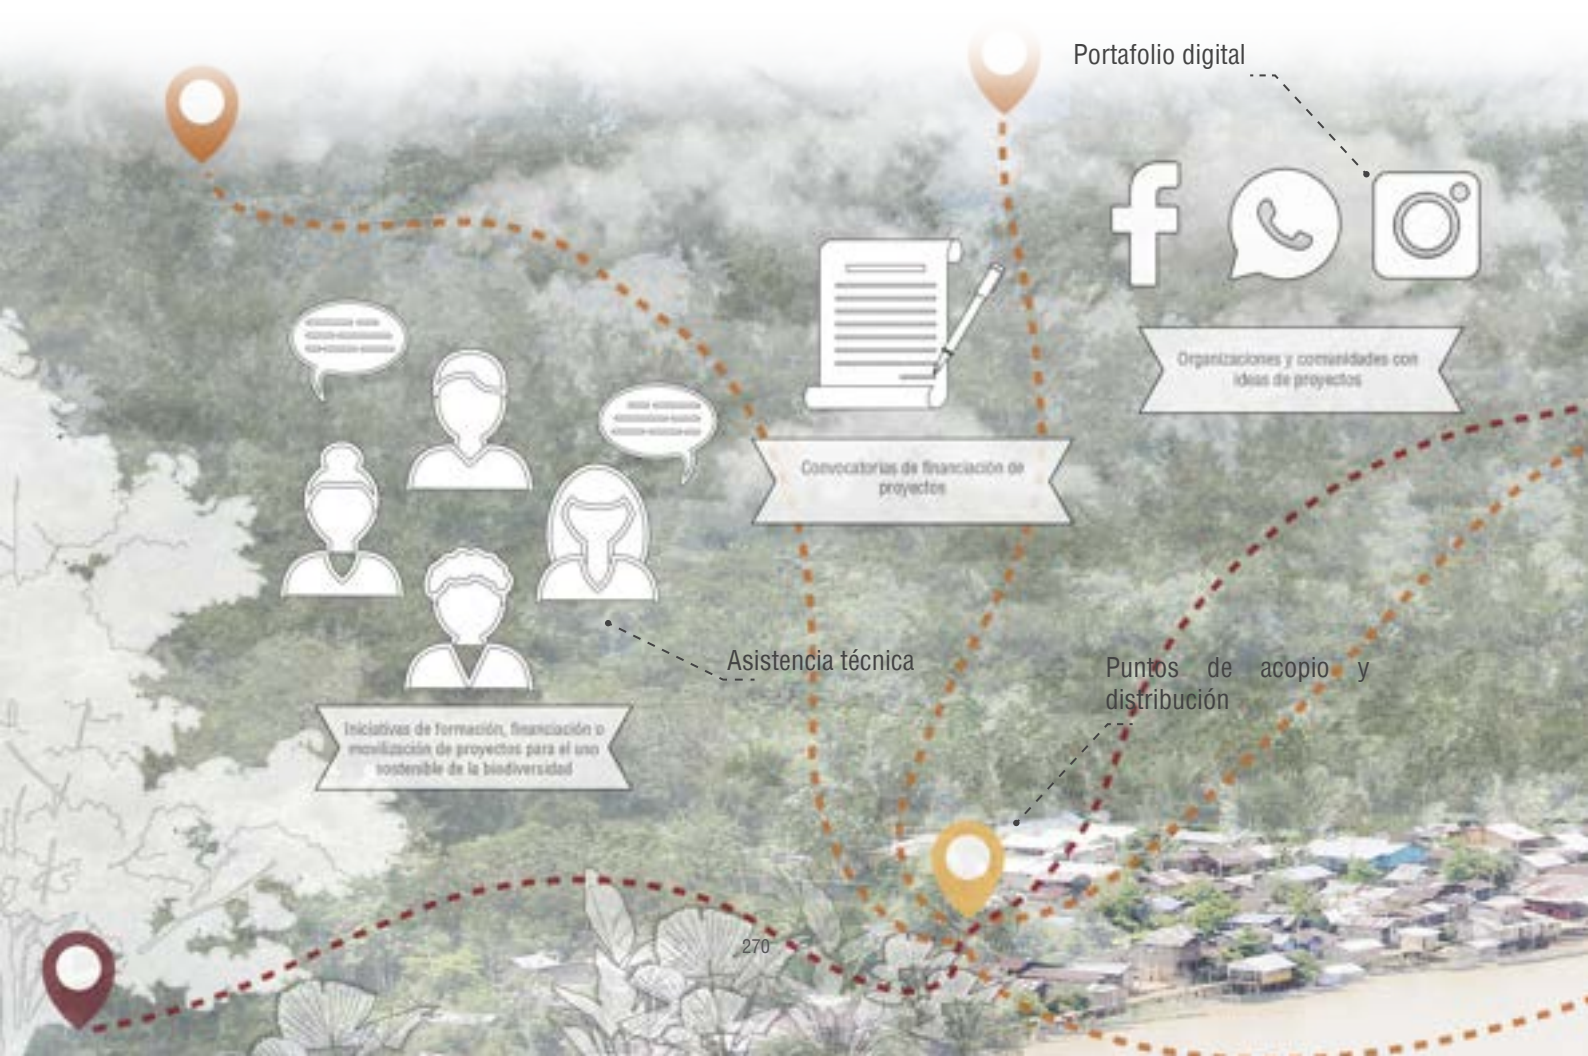 Portafolio digital
Organizaciones y comunidades con
ideas de proyectos
Convocatorias de financiación de
proyectos
Asistencia técnica
Puntos de acopio y
distribución
Iniciativas de formación, financiación o
movilización de proyectos para el uso
sostenible de la biodiversidad
270